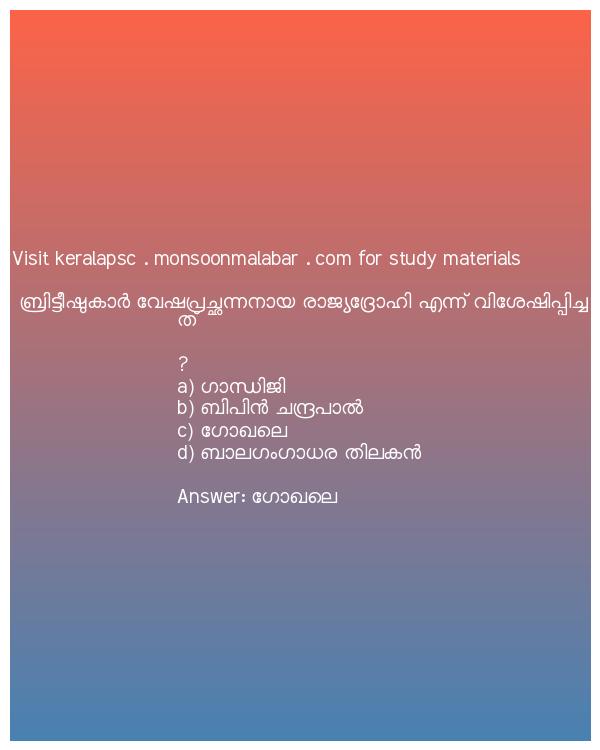 Visit keralapsc . monsoonmalabar . com for study materials
ബ്രിട്ടീഷുകാർ വേഷപ്രച്ഛന്നനായ രാജ്യദ്രോഹി എന്ന് വിശേഷിപ്പിച്ച
ത്
?
a) ഗാന്ധിജി
b) ബിപിൻ ചന്ദ്രപാൽ
c) ഗോഖലെ
d) ബാലഗംഗാധര തിലകൻ
Answer: ഗോഖലെ